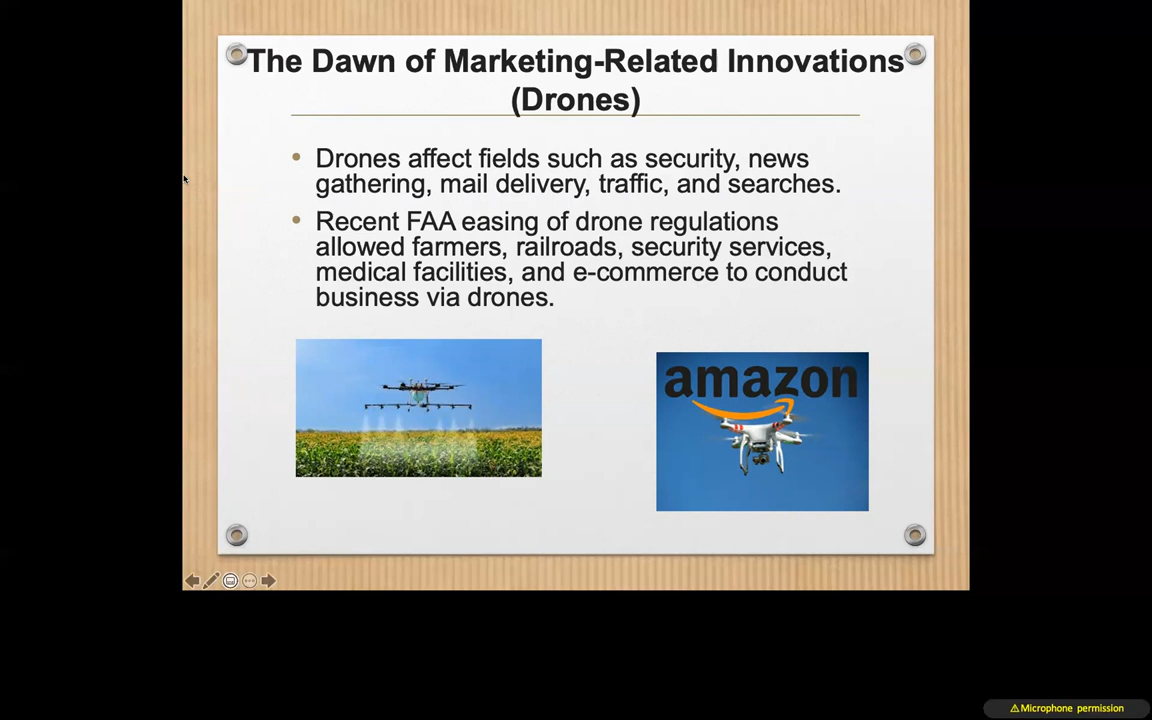 The Dawn of Marketing-Related Innovations
(Drones)
Drones affect fields such as security, news
gathering, mail delivery, traffic, and searches.
Recent FAA easing of drone regulations
allowed farmers, railroads, security services,
medical facilities, and e-commerce to conduct
business via drones.
amazon
Microphone permission